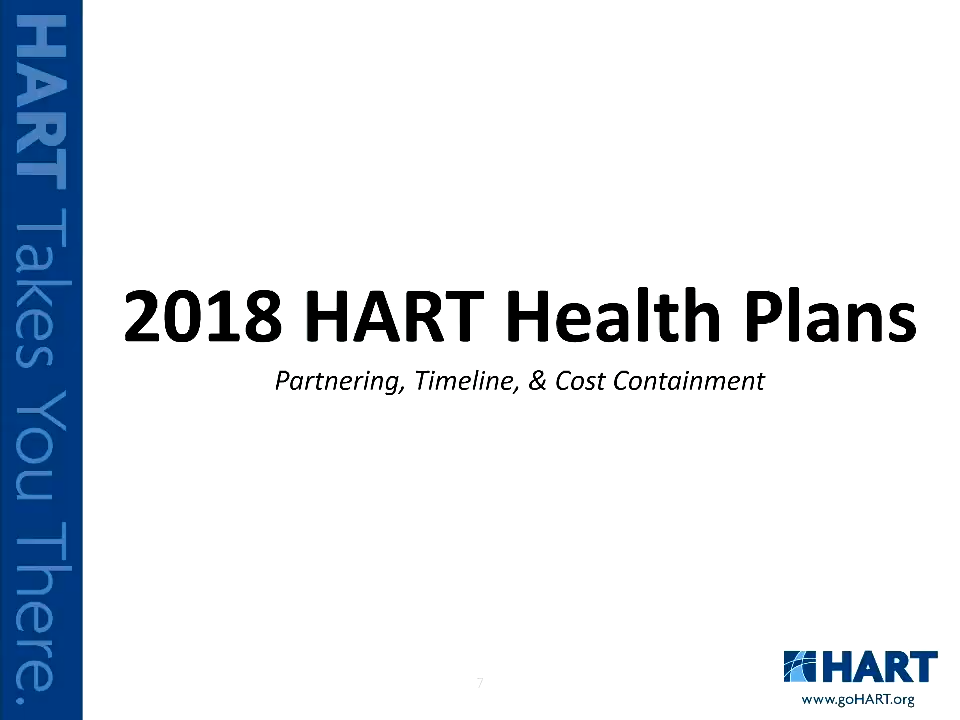 HART Takes You There.
2018 HART Health Plans
Partnering, Timeline, & Cost Containment
7
HART
www.goHART.org